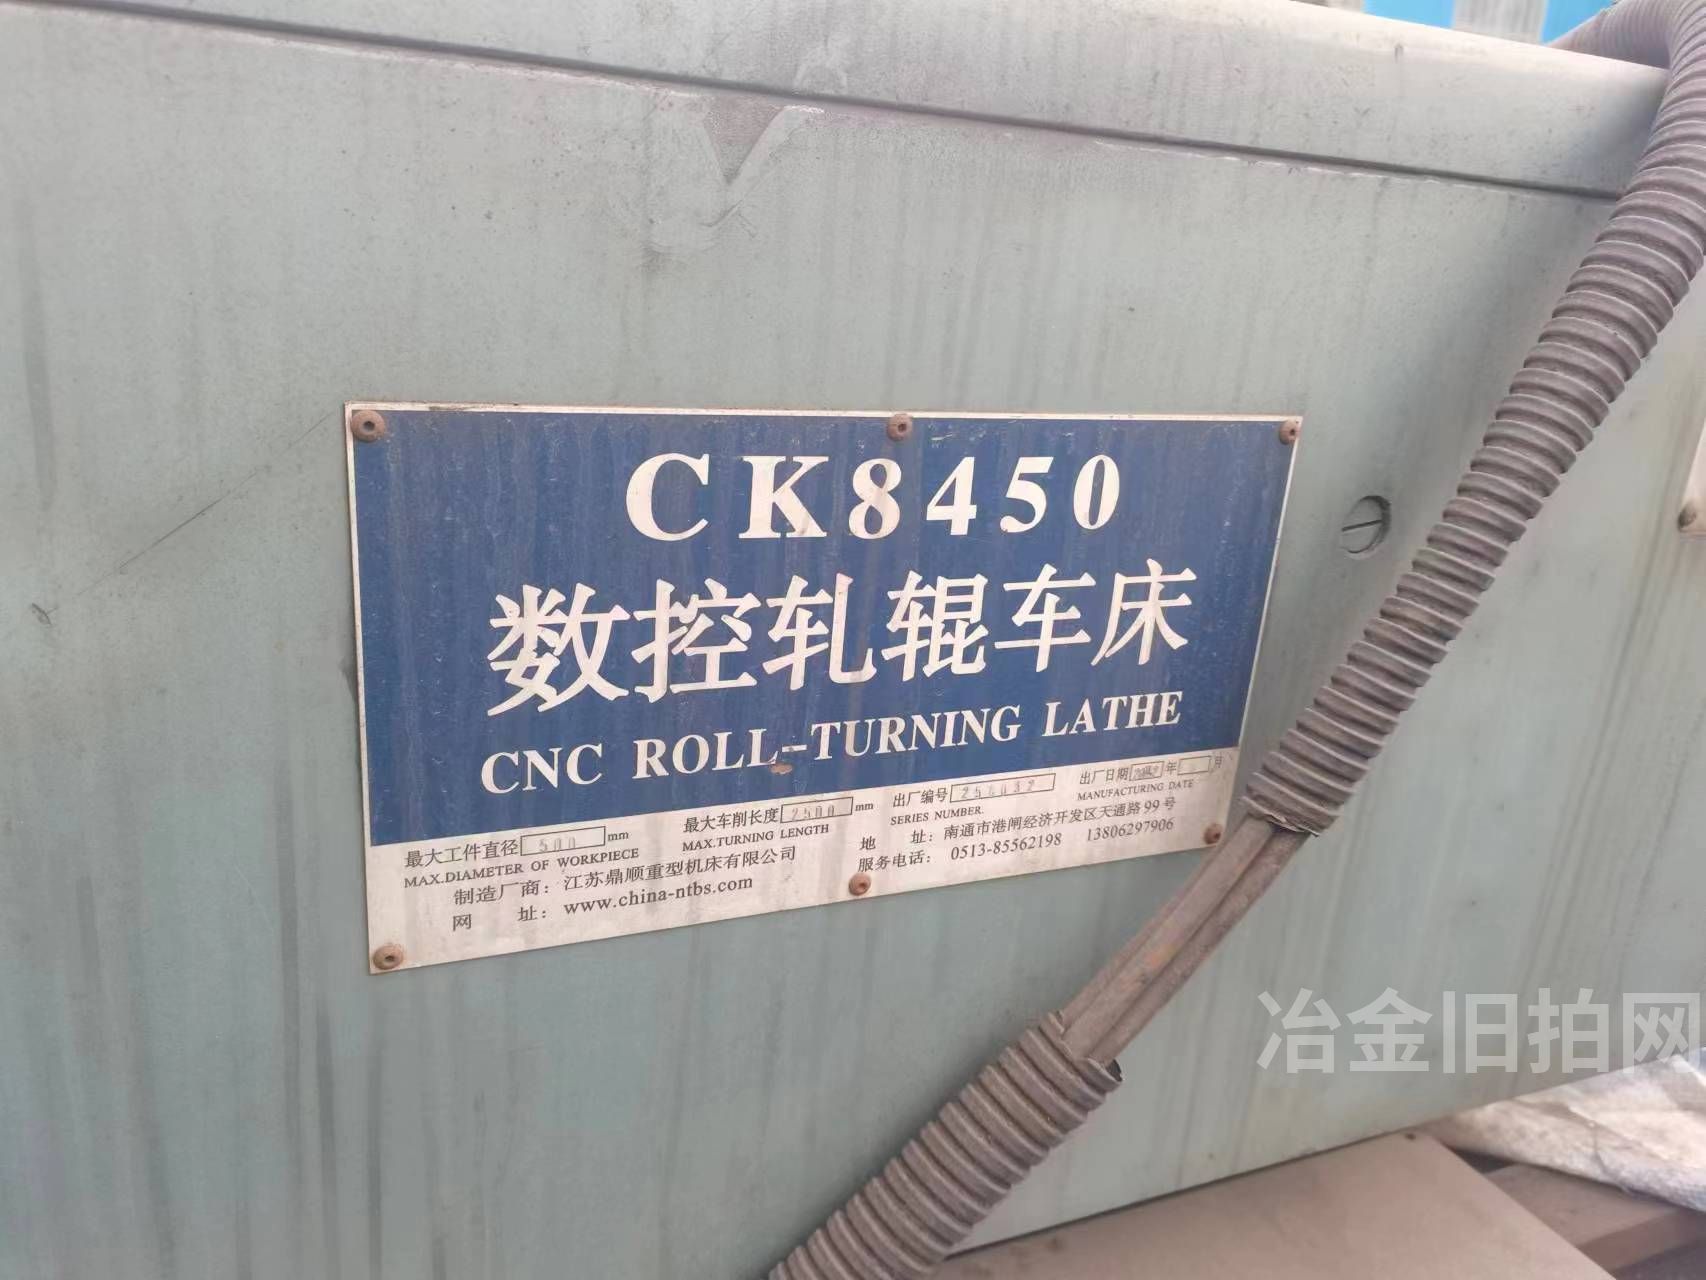 CK8450
数控轧辊车床
CNC ROLL-TURNING LATHE
最大工件直径 500 mm 最大车削长度 2500 mm 出厂编号 出厂日期 年 月
MAX.DIAMETER OF WORKPIECE MAX.TURNING LENGTH SERIES NUMBER. MANUFACTURING DATE
制造厂商：江苏鼎顺重型机床有限公司 地 址：南通市港闸经济开发区天通路99号
网 址：www.china-ntbs.com 服务电话：0513-85562198 13806297906
冶金旧拍网